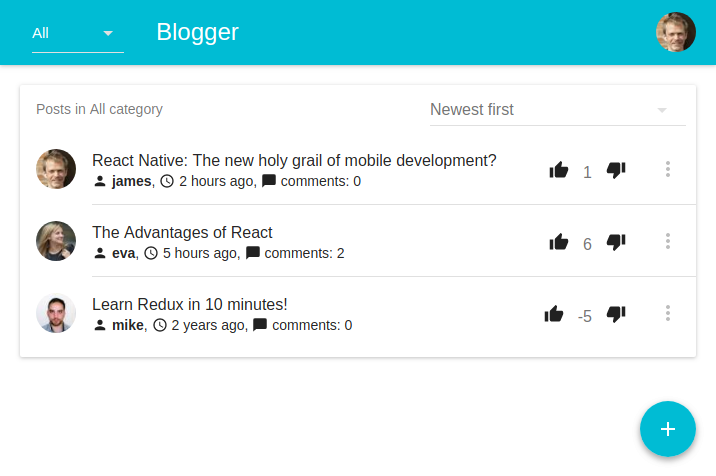 All
Blogger
Posts in All category
Newest first
React Native: The new holy grail of mobile development?
james, 2 hours ago, comments: 0
1
The Advantages of React
eva, 5 hours ago, comments: 2
6
Learn Redux in 10 minutes!
mike, 2 years ago, comments: 0
-5
+